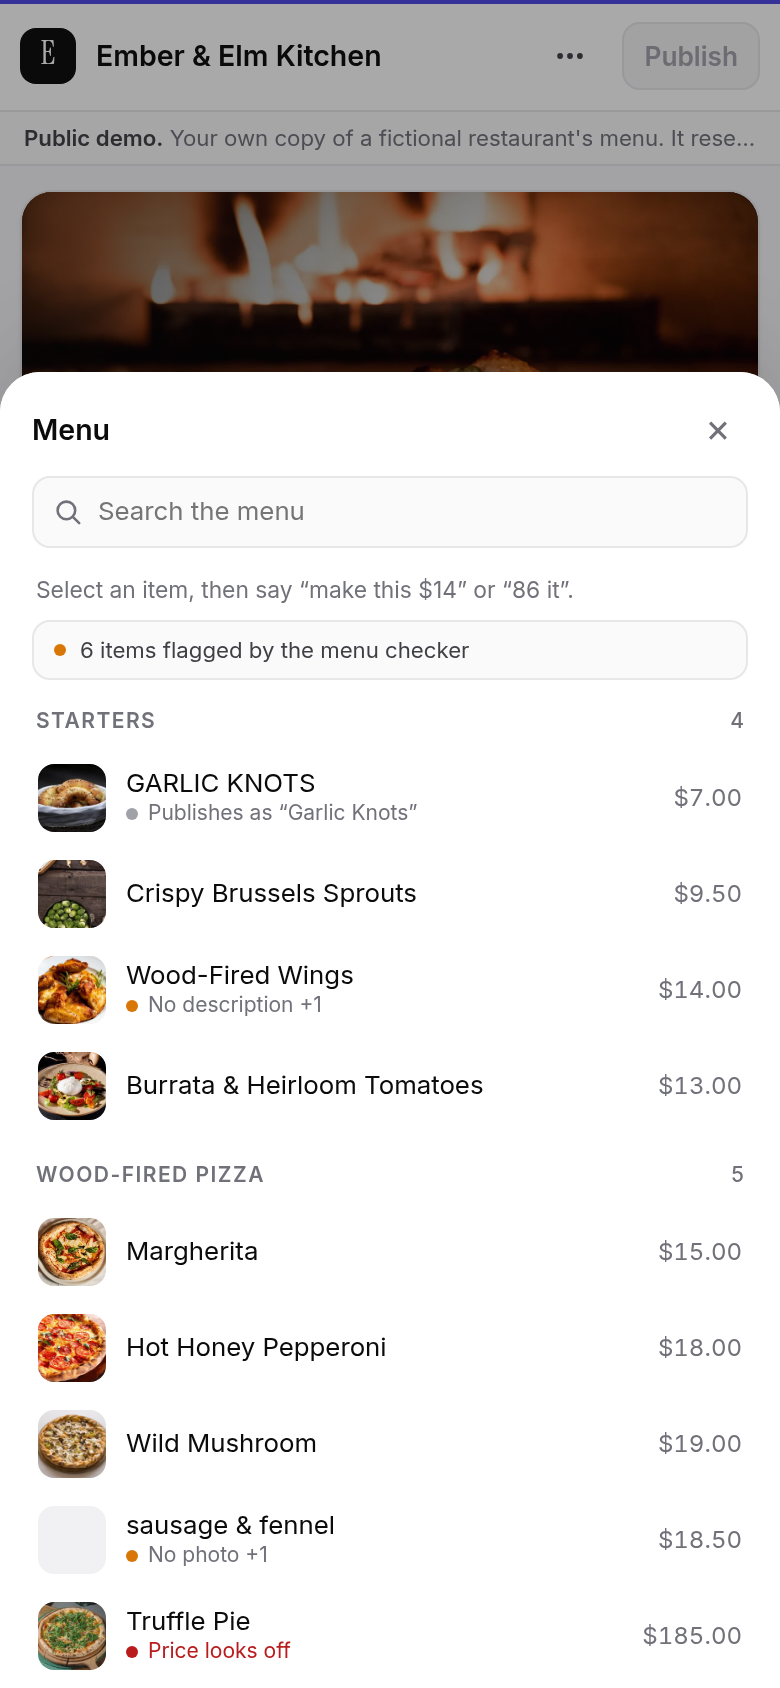 E
Ember & Elm Kitchen
Publish
Public demo. Your own copy of a fictional restaurant's menu. It rese...
Menu
Search the menu
Select an item, then say “make this $14” or “86 it”.
6 items flagged by the menu checker
STARTERS 4
GARLIC KNOTS
Publishes as “Garlic Knots”
$7.00
Crispy Brussels Sprouts $9.50
Wood-Fired Wings
No description +1
$14.00
Burrata & Heirloom Tomatoes $13.00
WOOD-FIRED PIZZA 5
Margherita $15.00
Hot Honey Pepperoni $18.00
Wild Mushroom $19.00
sausage & fennel
No photo +1
$18.50
Truffle Pie
Price looks off
$185.00